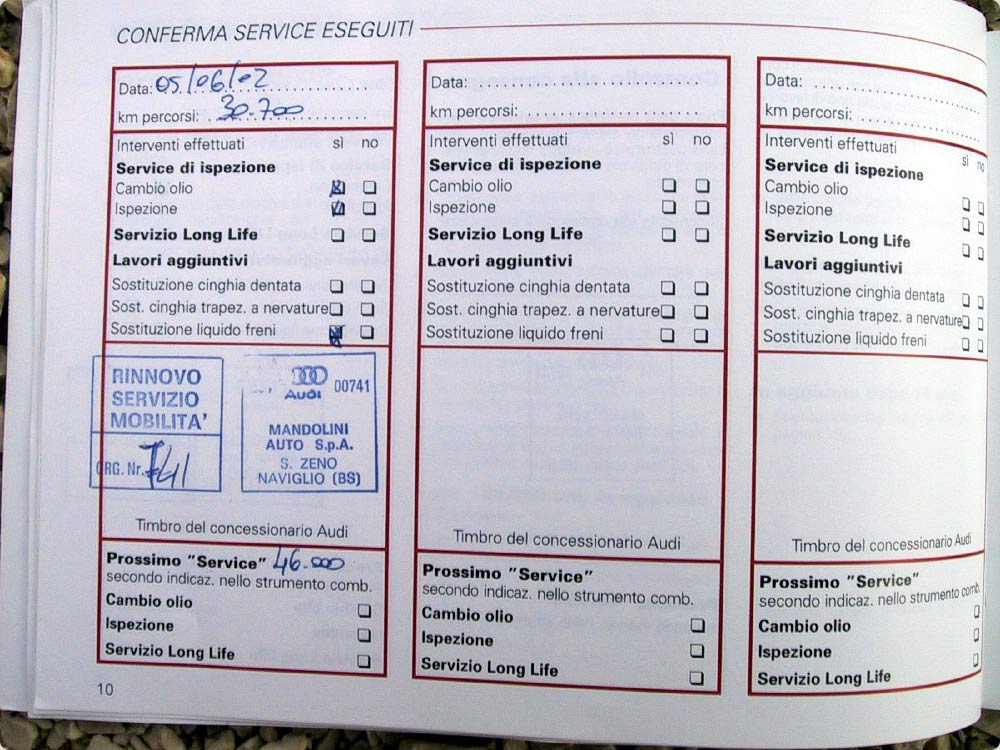 CONFERMA SERVICE ESEGUITI
Data: 05/06/02
km percorsi: 30.700
Interventi effettuati sì no
Service di ispezione
Cambio olio
Ispezione
Servizio Long Life
Lavori aggiuntivi
Sostituzione cinghia dentata
Sost. cinghia trapez. a nervature
Sostituzione liquido freni
RINNOVO
SERVIZIO
MOBILITA'
ORG. Nr. 741
Audi 00741
MANDOLINI
AUTO S.p.A.
S. ZENO
NAVIGLIO (BS)
Timbro del concessionario Audi
Prossimo "Service" 46.000
secondo indicaz. nello strumento comb.
Cambio olio
Ispezione
Servizio Long Life
Data:
km percorsi:
Interventi effettuati sì no
Service di ispezione
Cambio olio
Ispezione
Servizio Long Life
Lavori aggiuntivi
Sostituzione cinghia dentata
Sost. cinghia trapez. a nervature
Sostituzione liquido freni
Timbro del concessionario Audi
Prossimo "Service"
secondo indicaz. nello strumento comb.
Cambio olio
Ispezione
Servizio Long Life
Data:
km percorsi:
Interventi effettuati sì no
Service di ispezione
Cambio olio
Ispezione
Servizio Long Life
Lavori aggiuntivi
Sostituzione cinghia dentata
Sost. cinghia trapez. a nervature
Sostituzione liquido freni
Timbro del concessionario Audi
Prossimo "Service"
secondo indicaz. nello strumento comb.
Cambio olio
Ispezione
Servizio Long Life
10